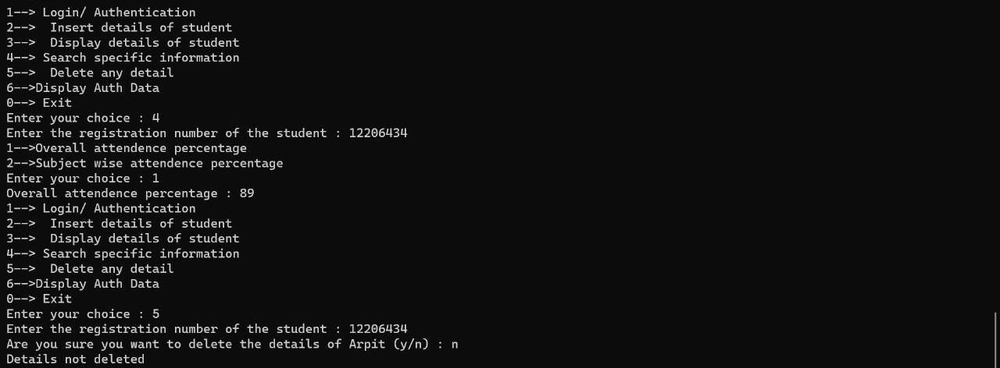 1--> Login/ Authentication
2-->  Insert details of student
3-->  Display details of student
4--> Search specific information
5-->  Delete any detail
6-->Display Auth Data
0--> Exit
Enter your choice : 4
Enter the registration number of the student : 12206434
1-->Overall attendence percentage
2-->Subject wise attendence percentage
Enter your choice : 1
Overall attendence percentage : 89
1--> Login/ Authentication
2-->  Insert details of student
3-->  Display details of student
4--> Search specific information
5-->  Delete any detail
6-->Display Auth Data
0--> Exit
Enter your choice : 5
Enter the registration number of the student : 12206434
Are you sure you want to delete the details of Arpit (y/n) : n
Details not deleted